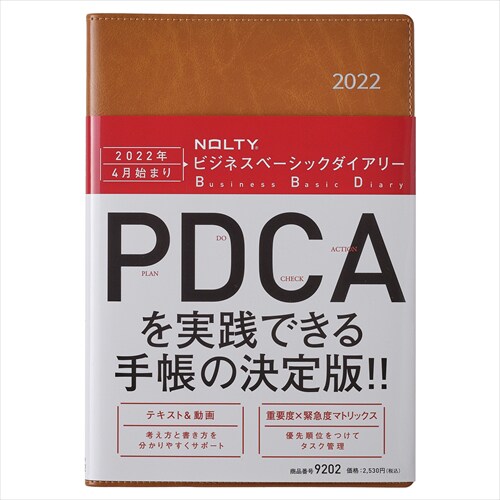 2022
NOLTY®
2022年
4月始まり
ビジネスベーシックダイアリー
Business Basic Diary
PDCA
PLAN
DO
CHECK
ACTION
を実践できる
手帳の決定版!!
テキスト&動画
考え方と書き方を
分かりやすくサポート
重要度×緊急度マトリックス
優先順位をつけて
タスク管理
商品番号 9202 価格:2,530円(税込)